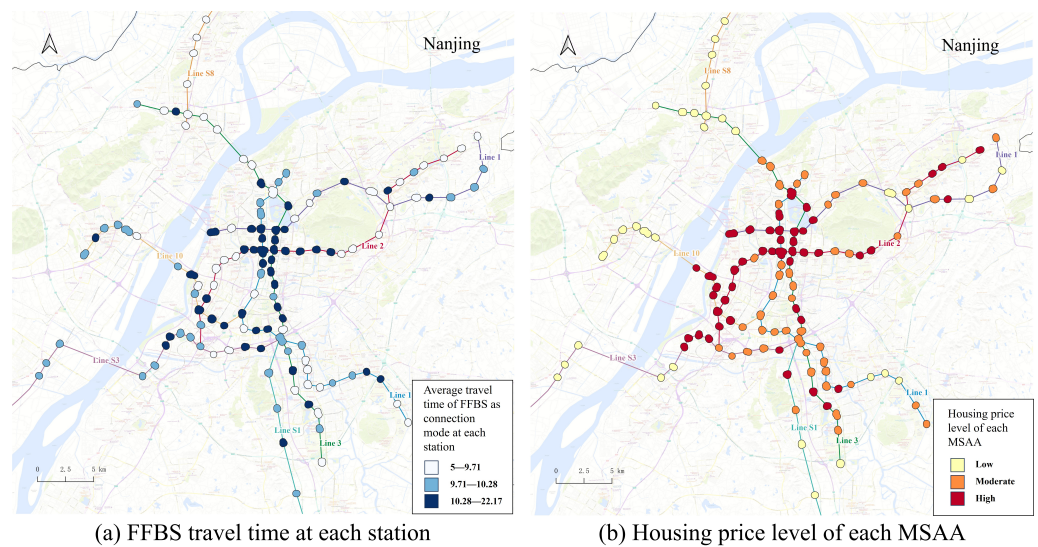 Nanjing
Line S8
Line 1
Line 2
Line 10
Line S3
Line 1
Line S1
Line 3
Average travel
time of FFBS as
connection
mode at each
station
5—9.71
9.71—10.28
10.28—22.17
0 2.5 5 km
(a) FFBS travel time at each station
Nanjing
Line S8
Line 1
Line 2
Line 10
Line S3
Line 1
Line S1
Line 3
Housing price
level of each
MSAA
Low
Moderate
High
0 2.5 5 km
(b) Housing price level of each MSAA